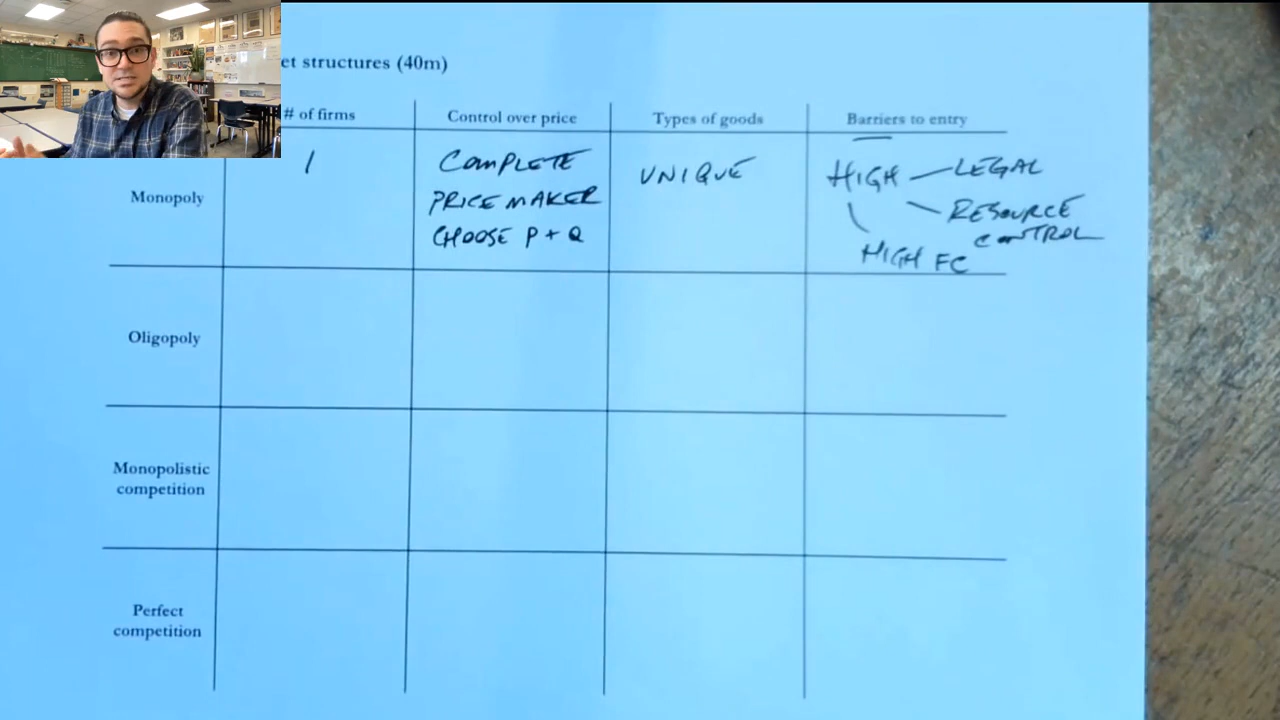 et structures (40m)
# of firms Control over price Types of goods Barriers to entry
Monopoly
1
COMPLETE
PRICE MAKER
CHOOSE P + Q
UNIQUE
HIGH
LEGAL
RESOURCE
CONTROL
HIGH FC
Oligopoly
Monopolistic
competition
Perfect
competition